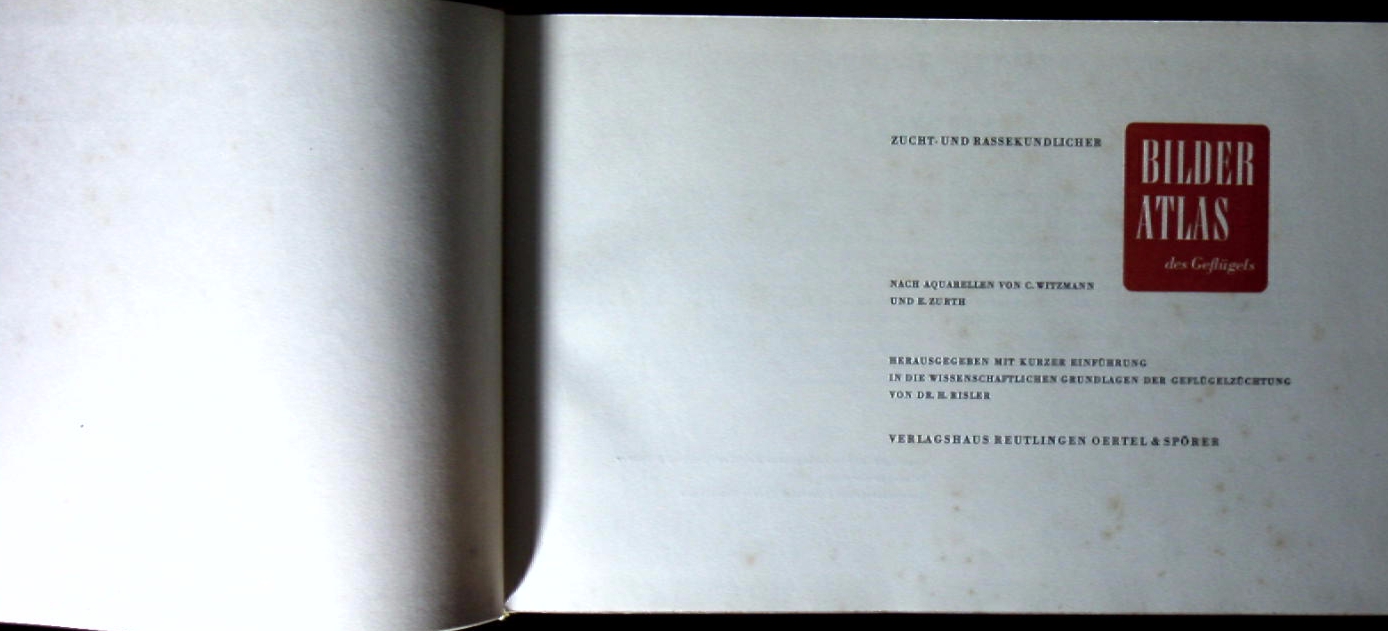 ZUCHT- UND RASSEKUNDLICHER
BILDER
ATLAS
des Geflügels
NACH AQUARELLEN VON C. WITZMANN
UND E. ZURTH
HERAUSGEGEBEN MIT KURZER EINFÜHRUNG
IN DIE WISSENSCHAFTLICHEN GRUNDLAGEN DER GEFLÜGELZÜCHTUNG
VON DR. H. RISLER
VERLAGSHAUS REUTLINGEN OERTEL & SPÖRER